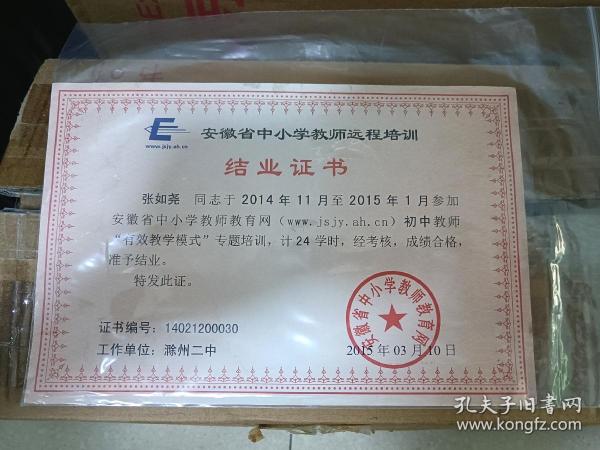 安徽省中小学教师远程培训
www.jsjy.ah.cn
结业证书
张如尧 同志于 2014 年 11 月至 2015 年 1 月参加
安徽省中小学教师教育网（www.jsjy.ah.cn）初中教师
“有效教学模式”专题培训，计 24 学时，经考核，成绩合格，
准予结业。
特发此证。
安徽省中小学教师教育网
证书编号：14021200030
工作单位：滁州二中
2015 年 03 月 10 日
孔夫子旧书网
www.kongfz.com